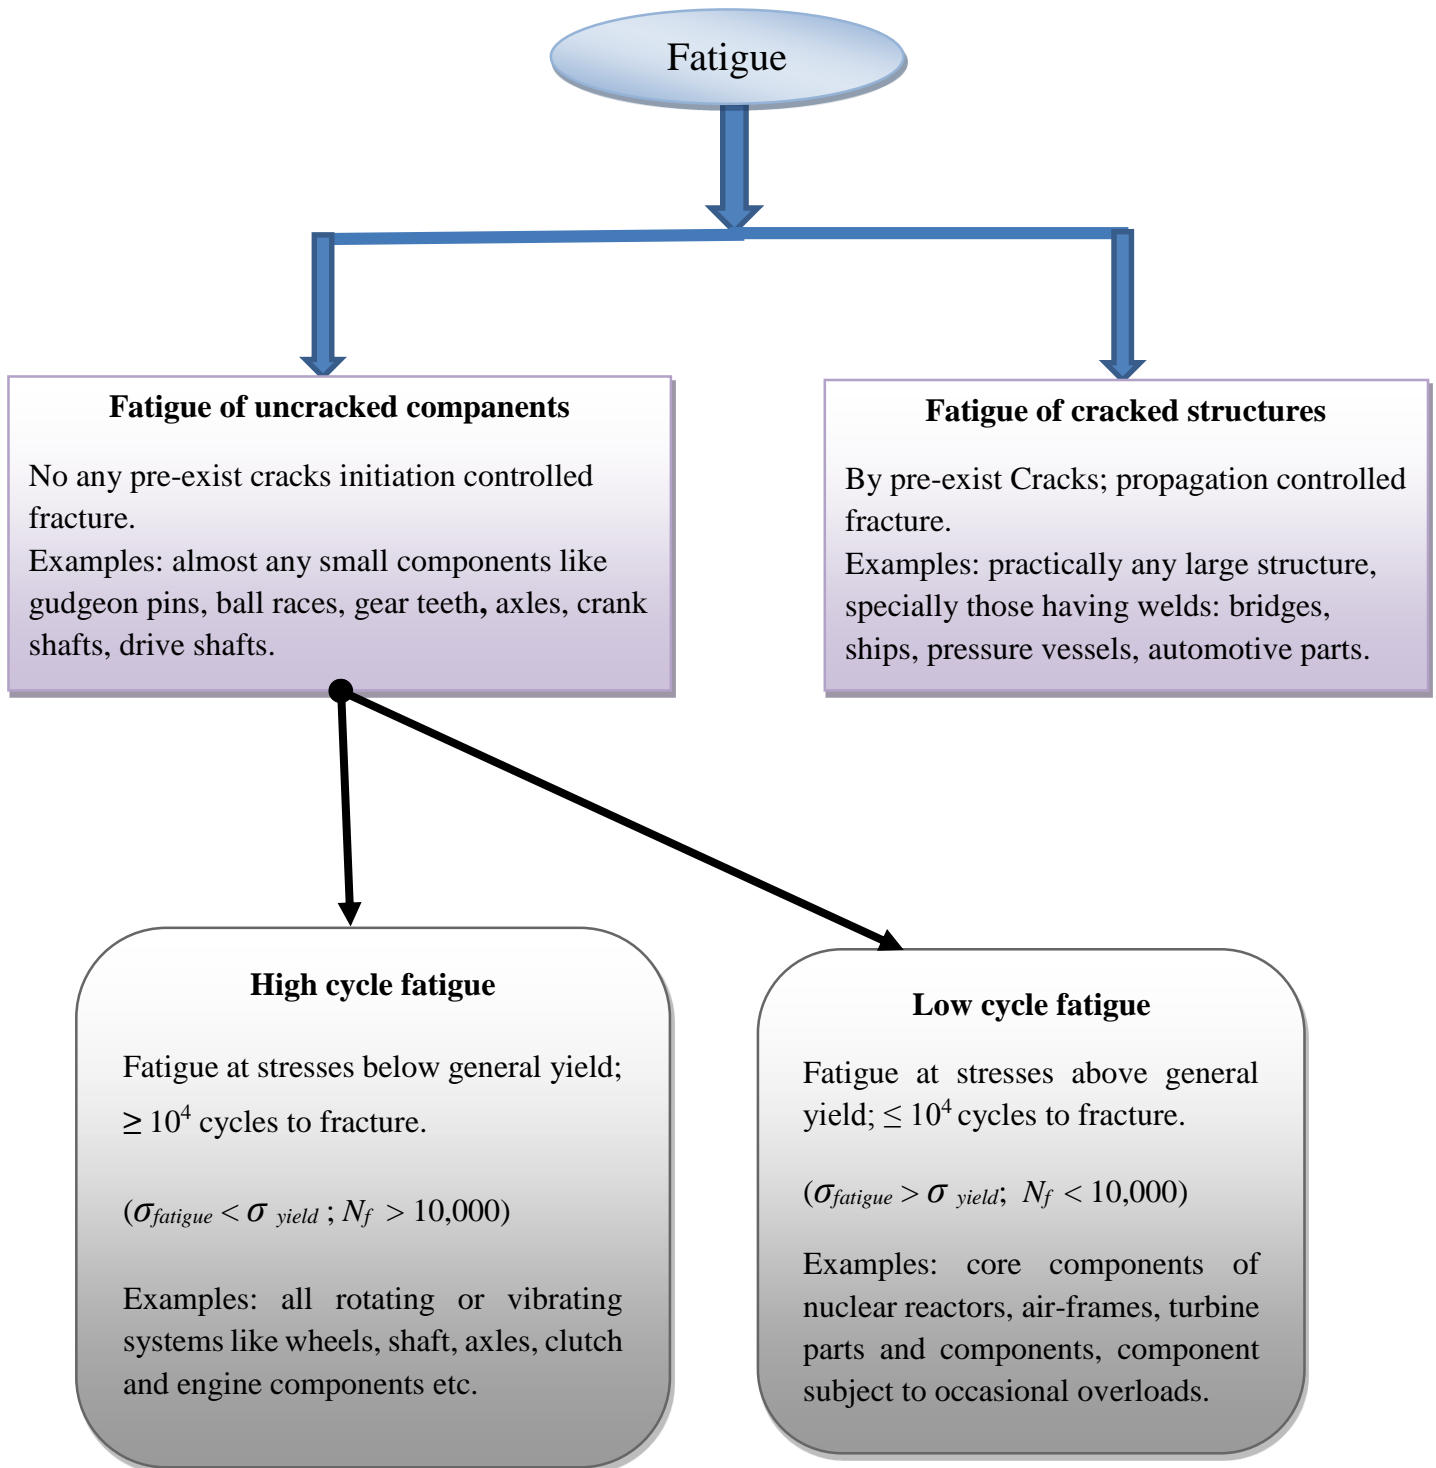 Fatigue
Fatigue of uncracked companents
No any pre-exist cracks initiation controlled
fracture.
Examples: almost any small components like
gudgeon pins, ball races, gear teeth, axles, crank
shafts, drive shafts.
Fatigue of cracked structures
By pre-exist Cracks; propagation controlled
fracture.
Examples: practically any large structure,
specially those having welds: bridges,
ships, pressure vessels, automotive parts.
High cycle fatigue
Fatigue at stresses below general yield;
≥ 10⁴ cycles to fracture.
(σfatigue < σ yield ; Nf > 10,000)
Examples: all rotating or vibrating
systems like wheels, shaft, axles, clutch
and engine components etc.
Low cycle fatigue
Fatigue at stresses above general
yield; ≤ 10⁴ cycles to fracture.
(σfatigue > σ yield; Nf < 10,000)
Examples: core components of
nuclear reactors, air-frames, turbine
parts and components, component
subject to occasional overloads.